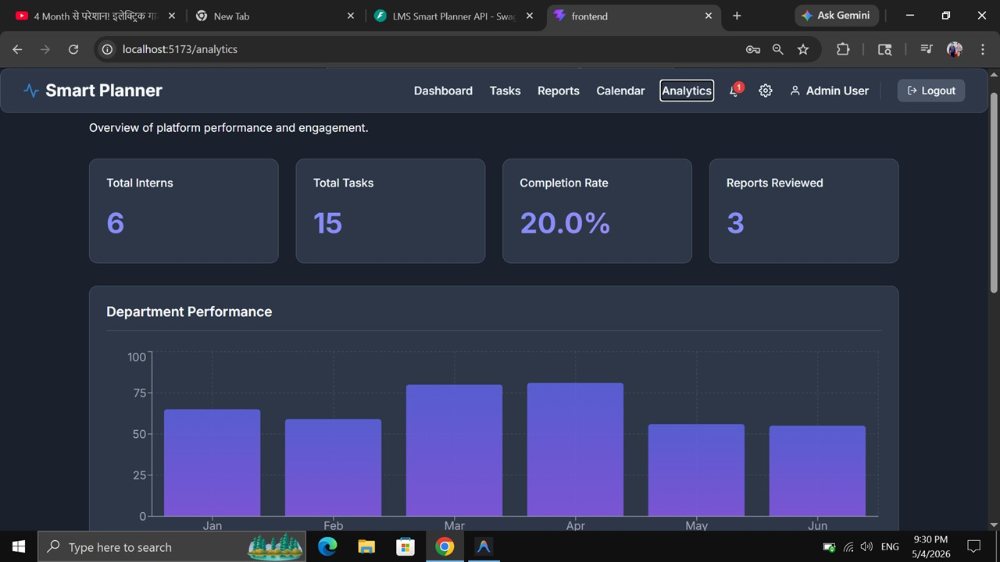 4 Month से परेशान! इलेक्ट्रिक
New Tab
LMS Smart Planner API - Swag
frontend
Ask Gemini
localhost:5173/analytics
Smart Planner
Dashboard
Tasks
Reports
Calendar
Analytics
1
Admin User
Logout
Overview of platform performance and engagement.
Total Interns
6
Total Tasks
15
Completion Rate
20.0%
Reports Reviewed
3
Department Performance
100
75
50
25
0
Jan
Feb
Mar
Apr
May
Jun
Type here to search
ENG
9:30 PM
5/4/2026